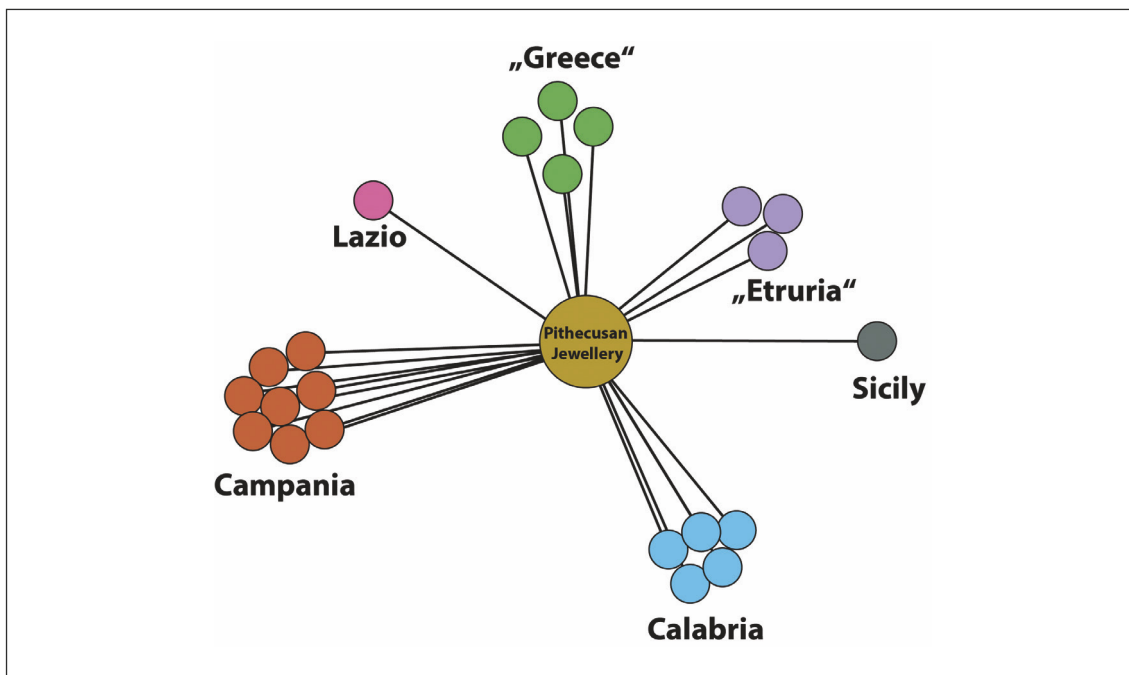 „Greece“
Lazio
„Etruria“
Pithecusan
Jewellery
Sicily
Campania
Calabria